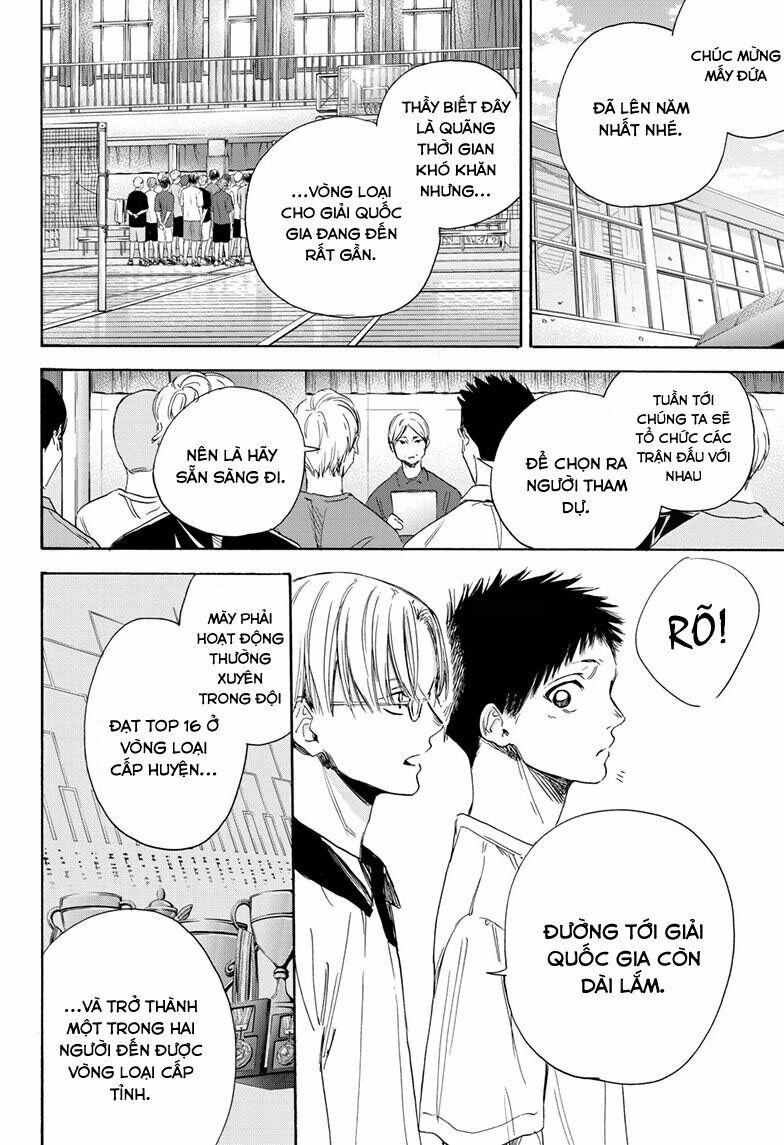 CHÚC MỪNG
MẤY ĐỨA
ĐÃ LÊN NĂM
NHẤT NHÉ.
THẦY BIẾT ĐÂY
LÀ QUÃNG
THỜI GIAN
KHÓ KHĂN
NHƯNG...
...VÒNG LOẠI
CHO GIẢI QUỐC
GIA ĐANG ĐẾN
RẤT GẦN.
TUẦN TỚI
CHÚNG TA SẼ
TỔ CHỨC CÁC
TRẬN ĐẤU VỚI
NHAU
ĐỂ CHỌN RA
NGƯỜI THAM
DỰ.
NÊN LÀ HÃY
SẴN SÀNG ĐI.
RÕ!
ĐƯỜNG TỚI GIẢI
QUỐC GIA CÒN
DÀI LẮM.
MÀY PHẢI
HOẠT ĐỘNG
THƯỜNG
XUYÊN
TRONG ĐỘI
ĐẠT TOP 16 Ở
VÒNG LOẠI
CẤP HUYỆN...
...VÀ TRỞ THÀNH
MỘT TRONG HAI
NGƯỜI ĐẾN ĐƯỢC
VÒNG LOẠI CẤP
TỈNH.